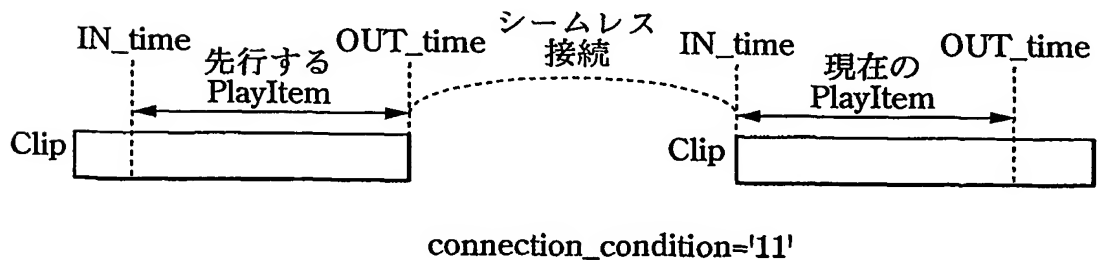 IN_time
先行する
PlayItem
OUT_time
シームレス
接続
IN_time
現在の
PlayItem
OUT_time
Clip
Clip
connection_condition='11'